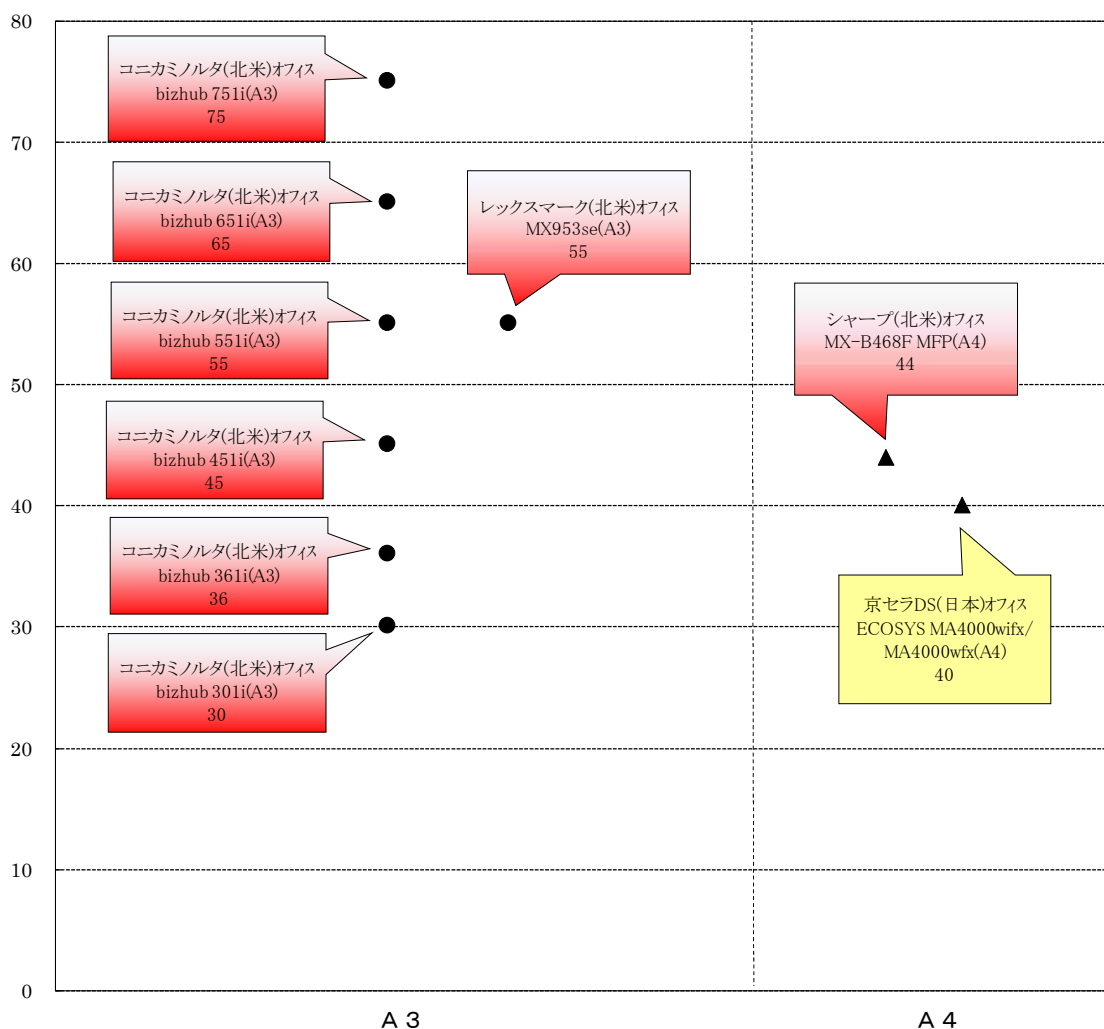 80
コニカミノルタ(北米)オフィス
bizhub 751i(A3)
75
70
コニカミノルタ(北米)オフィス
bizhub 651i(A3)
65
レックスマーク(北米)オフィス
MX953se(A3)
55
60
コニカミノルタ(北米)オフィス
bizhub 551i(A3)
55
シャープ(北米)オフィス
MX-B468F MFP(A4)
44
50
コニカミノルタ(北米)オフィス
bizhub 451i(A3)
45
40
コニカミノルタ(北米)オフィス
bizhub 361i(A3)
36
京セラDS(日本)オフィス
ECOSYS MA4000wifx/
MA4000wfx(A4)
40
30
コニカミノルタ(北米)オフィス
bizhub 301i(A3)
30
20
10
0
A 3
A 4